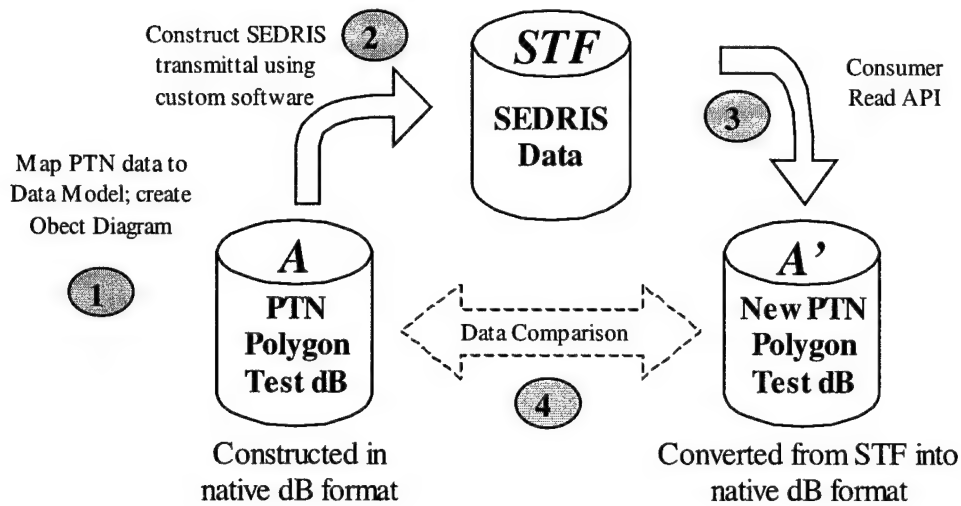 Construct SEDRIS
transmittal using
custom software
2
STF
SEDRIS
Data
3
Consumer
Read API
Map PTN data to
Data Model; create
Obect Diagram
1
A
PTN
Polygon
Test dB
Data Comparison
4
A’
New PTN
Polygon
Test dB
Constructed in
native dB format
Converted from STF into
native dB format